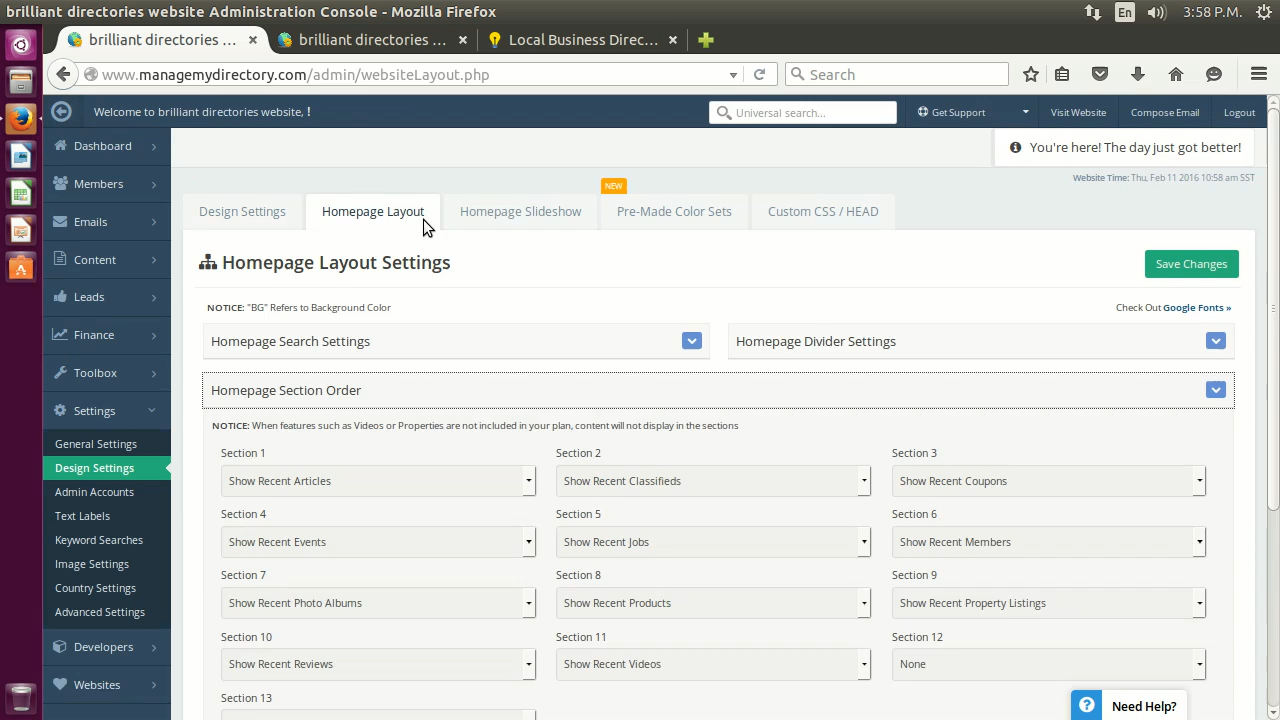 brilliant directories website Administration Console - Mozilla Firefox
En
3:58 P.M.
brilliant directories ...
brilliant directories ...
Local Business Direc...
www.managemydirectory.com/admin/websiteLayout.php
Search
Welcome to brilliant directories website, !
Universal search...
Get Support
Visit Website
Compose Email
Logout
You're here! The day just got better!
Website Time: Thu, Feb 11 2016 10:58 am SST
Dashboard
Members
Emails
Content
Leads
Finance
Toolbox
Settings
General Settings
Design Settings
Admin Accounts
Text Labels
Keyword Searches
Image Settings
Country Settings
Advanced Settings
Developers
Websites
NEW
Design Settings
Homepage Layout
Homepage Slideshow
Pre-Made Color Sets
Custom CSS / HEAD
Homepage Layout Settings
Save Changes
NOTICE: "BG" Refers to Background Color
Check Out Google Fonts »
Homepage Search Settings
Homepage Divider Settings
Homepage Section Order
NOTICE: When features such as Videos or Properties are not included in your plan, content will not display in the sections
Section 1
Section 2
Section 3
Show Recent Articles
Show Recent Classifieds
Show Recent Coupons
Section 4
Section 5
Section 6
Show Recent Events
Show Recent Jobs
Show Recent Members
Section 7
Section 8
Section 9
Show Recent Photo Albums
Show Recent Products
Show Recent Property Listings
Section 10
Section 11
Section 12
Show Recent Reviews
Show Recent Videos
None
Section 13
Need Help?